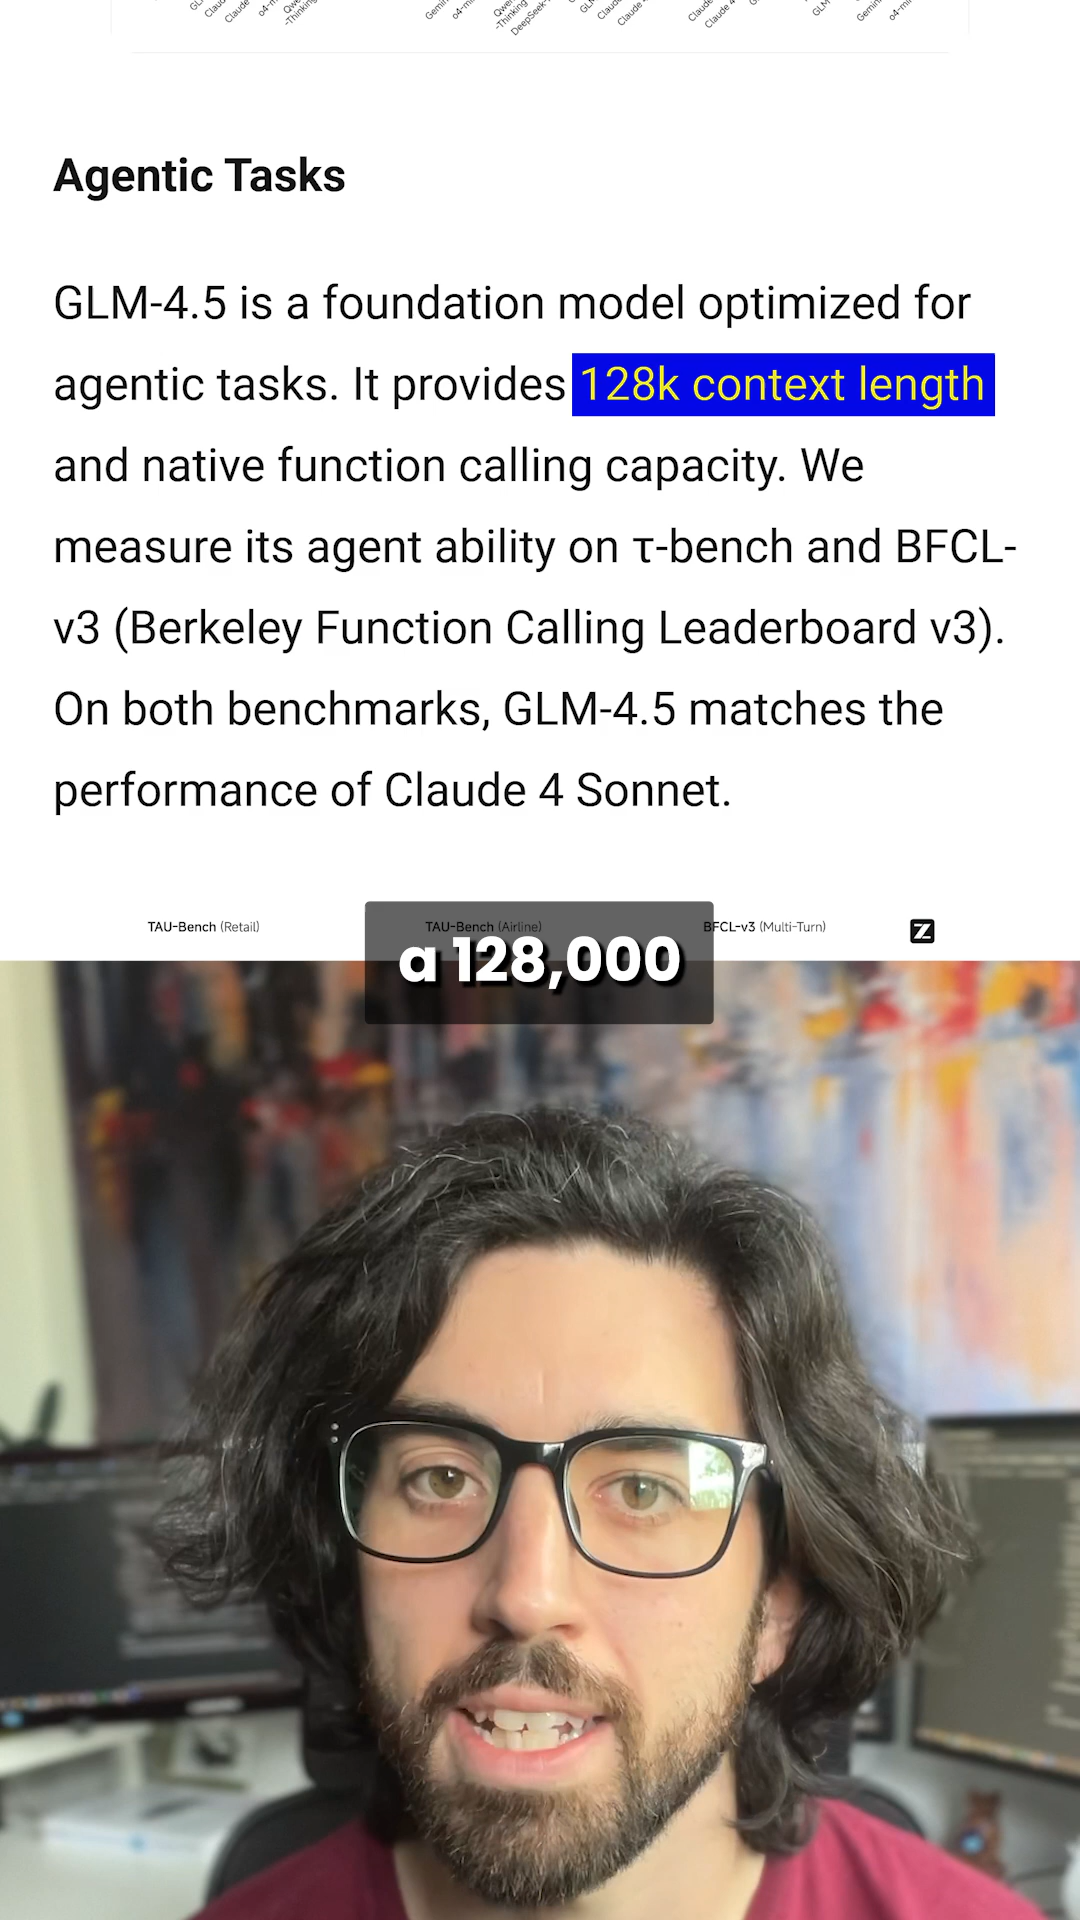 Agentic Tasks
GLM-4.5 is a foundation model optimized for
agentic tasks. It provides 128k context length
and native function calling capacity. We
measure its agent ability on τ-bench and BFCL-
v3 (Berkeley Function Calling Leaderboard v3).
On both benchmarks, GLM-4.5 matches the
performance of Claude 4 Sonnet.
TAU-Bench (Retail) TAU-Bench (Airline) BFCL-v3 (Multi-Turn) Z
a 128,000